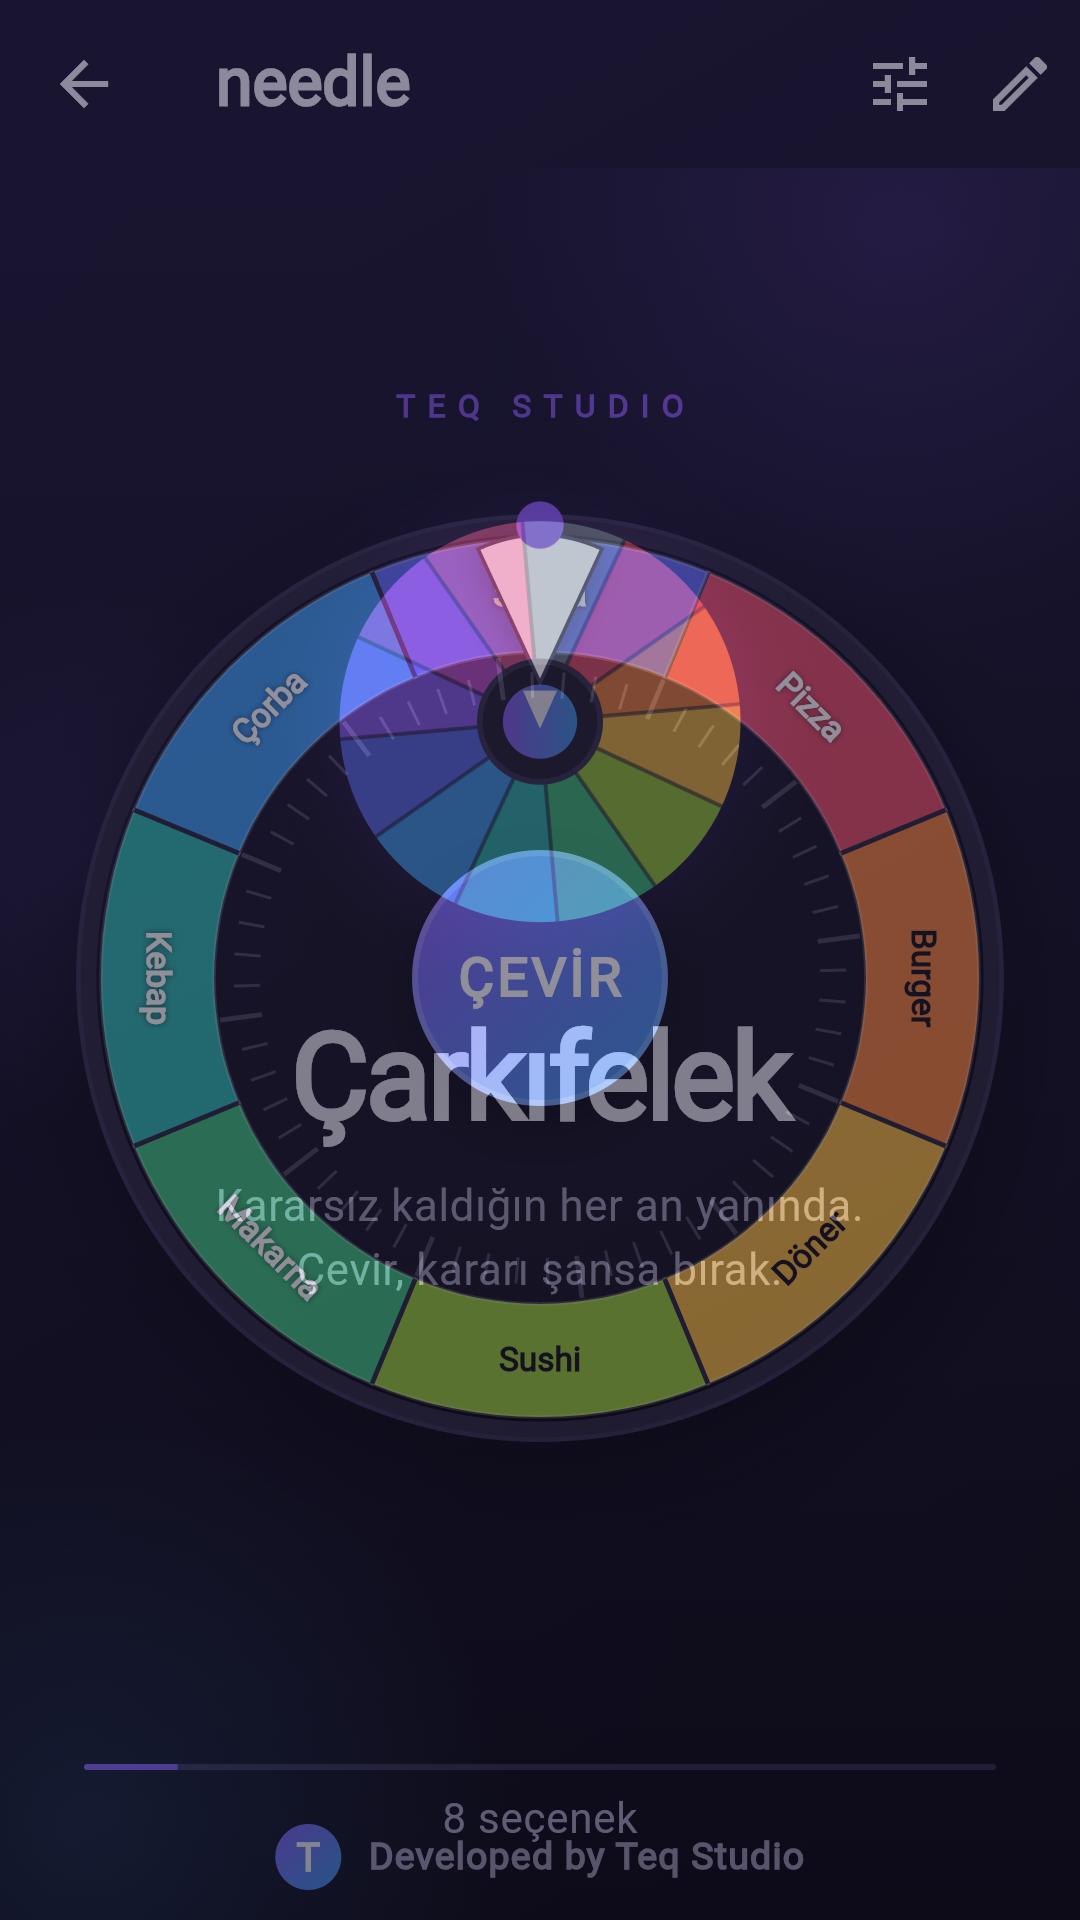 needle
TEQ STUDIO
Çorba
Pizza
Kebap
Burger
ÇEVİR
Çarkıfelek
Kararsız kaldığın her an yanında.
Çevir, kararı şansa bırak.
Makarna
Döner
Sushi
8 seçenek
T Developed by Teq Studio